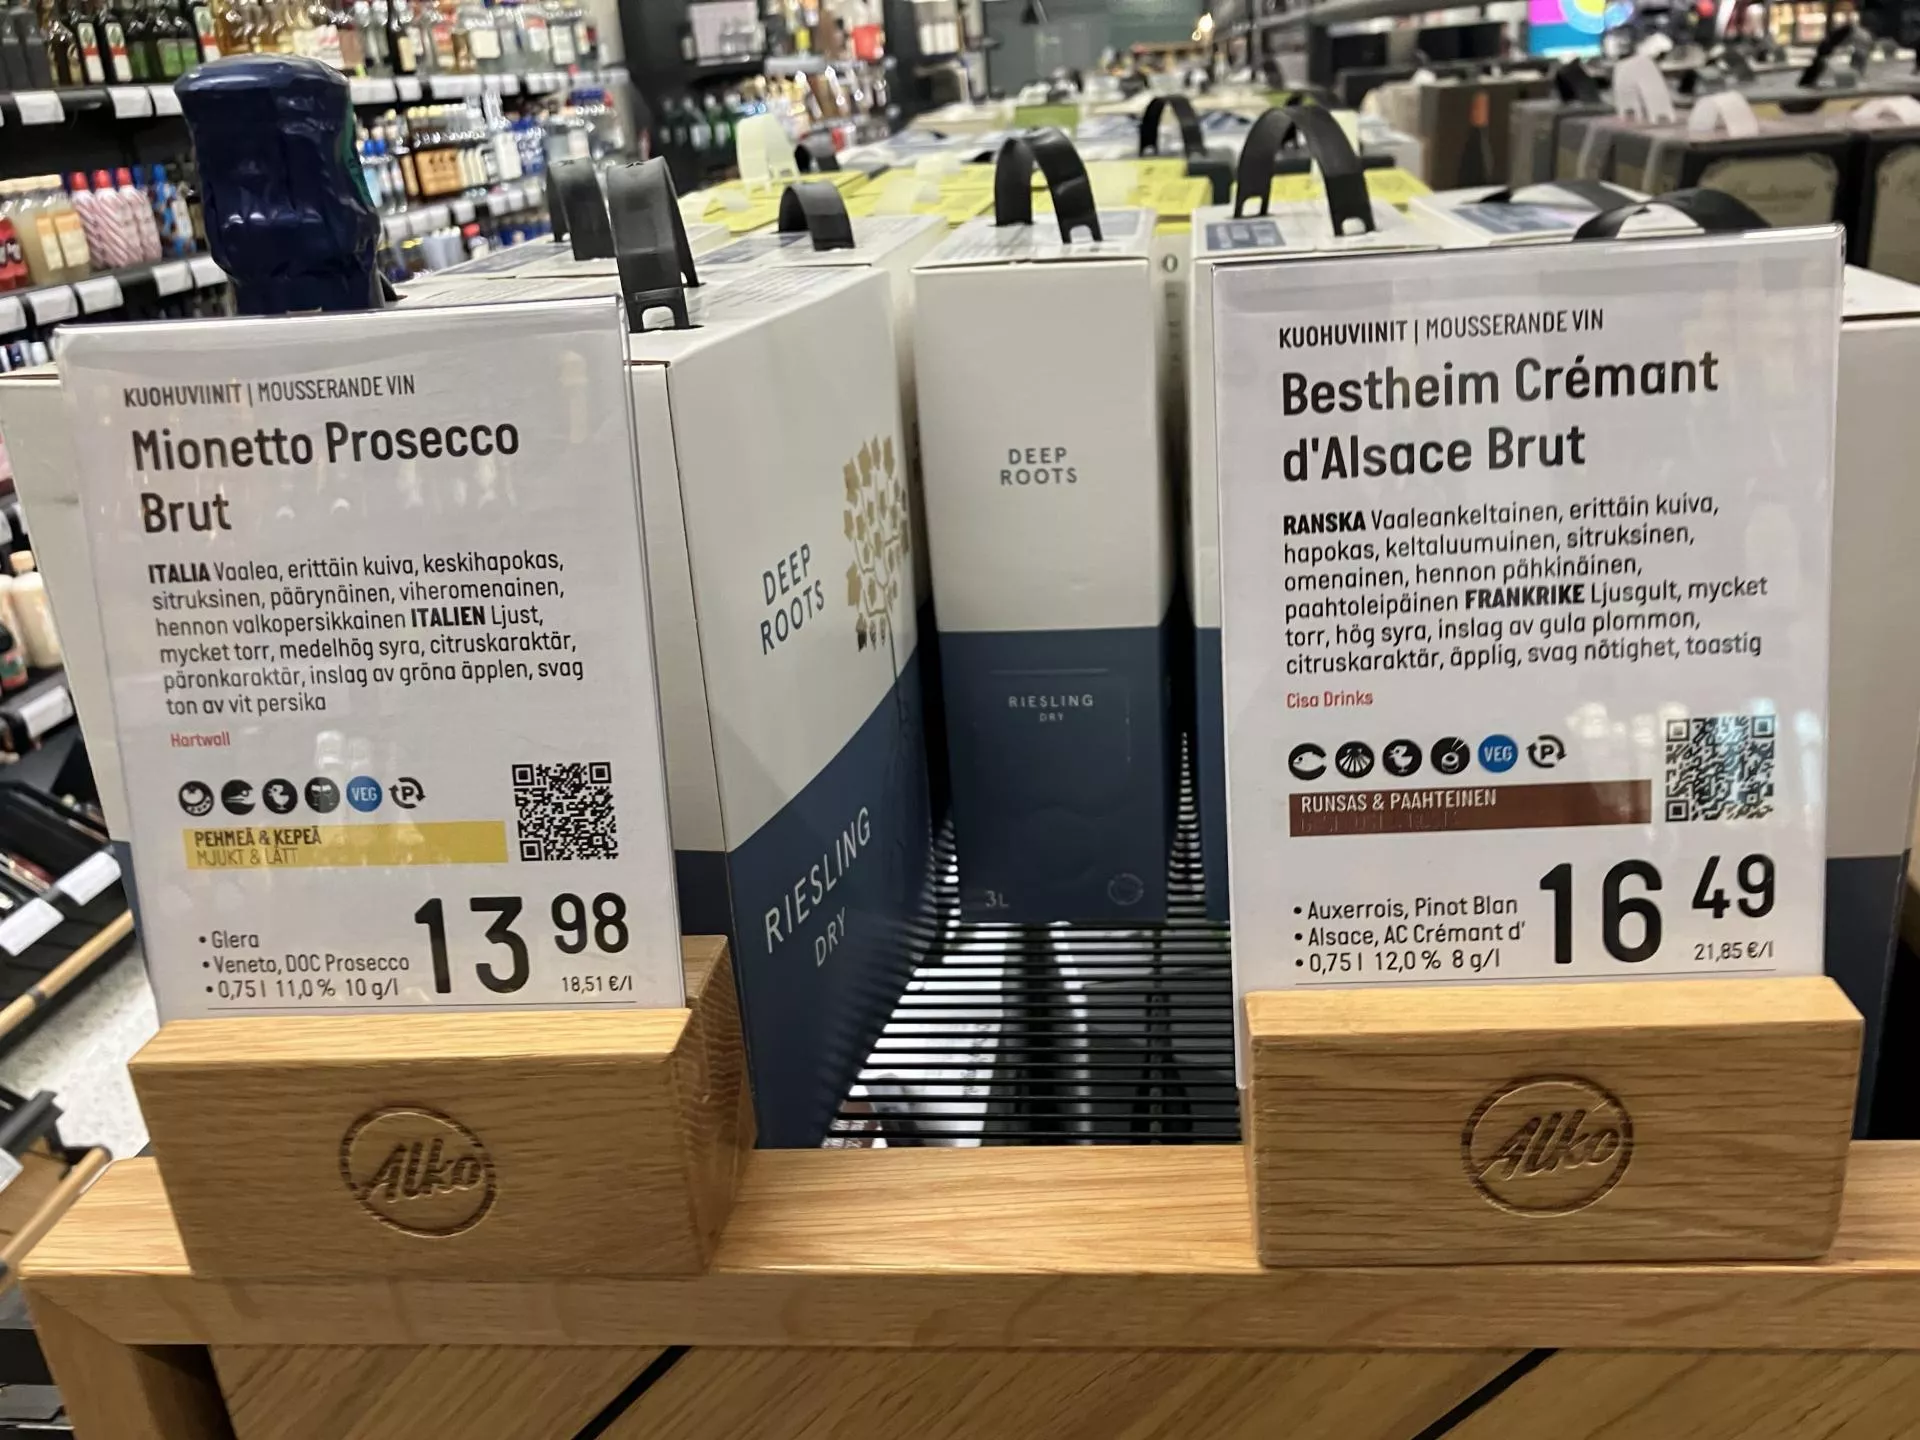 KUOHUVIINIT | MOUSSERANDE VIN
Mionetto Prosecco
Brut
ITALIA Vaalea, erittäin kuiva, keskihapokas,
sitruksinen, päärynäinen, viheromenainen,
hennon valkopersikkainen ITALIEN Ljust,
mycket torr, medelhög syra, citruskaraktär,
päronkaraktär, inslag av gröna äpplen, svag
ton av vit persika
Hartwall
VEG P
PEHMEÄ & KEPEÄ
MJUKT & LÄTT
• Glera
• Veneto, DOC Prosecco
• 0,75 l 11,0 % 10 g/l
13 98
18,51 €/l
Alko
DEEP
ROOTS
RIESLING
DRY
DEEP
ROOTS
RIESLING
DRY
3L
KUOHUVIINIT | MOUSSERANDE VIN
Bestheim Crémant
d'Alsace Brut
RANSKA Vaaleankeltainen, erittäin kuiva,
hapokas, keltaluumuinen, sitruksinen,
omenainen, hennon pähkinäinen,
paahtoleipäinen FRANKRIKE Ljusgult, mycket
torr, hög syra, inslag av gula plommon,
citruskaraktär, äpplig, svag nötighet, toastig
Cisa Drinks
VEG P
RUNSAS & PAAHTEINEN
• Auxerrois, Pinot Blan
• Alsace, AC Crémant d'
• 0,75 l 12,0 % 8 g/l
16 49
21,85 €/l
Alko